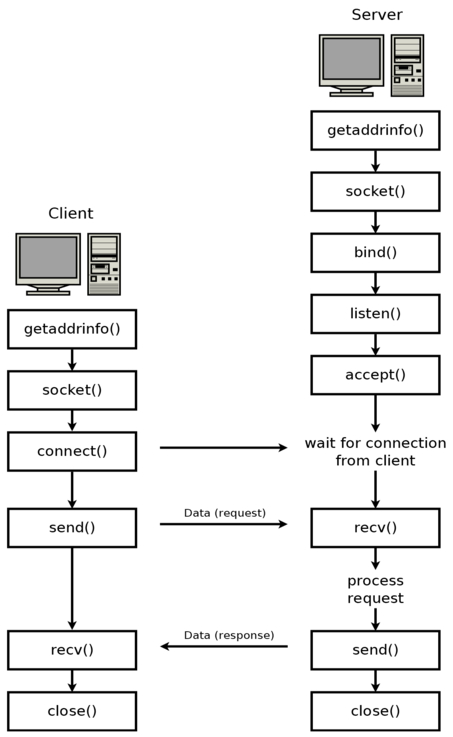 Server
getaddrinfo()
socket()
bind()
listen()
accept()
wait for connection
from client
recv()
process
request
send()
close()
Client
getaddrinfo()
socket()
connect()
send()
recv()
close()
Data (request)
Data (response)